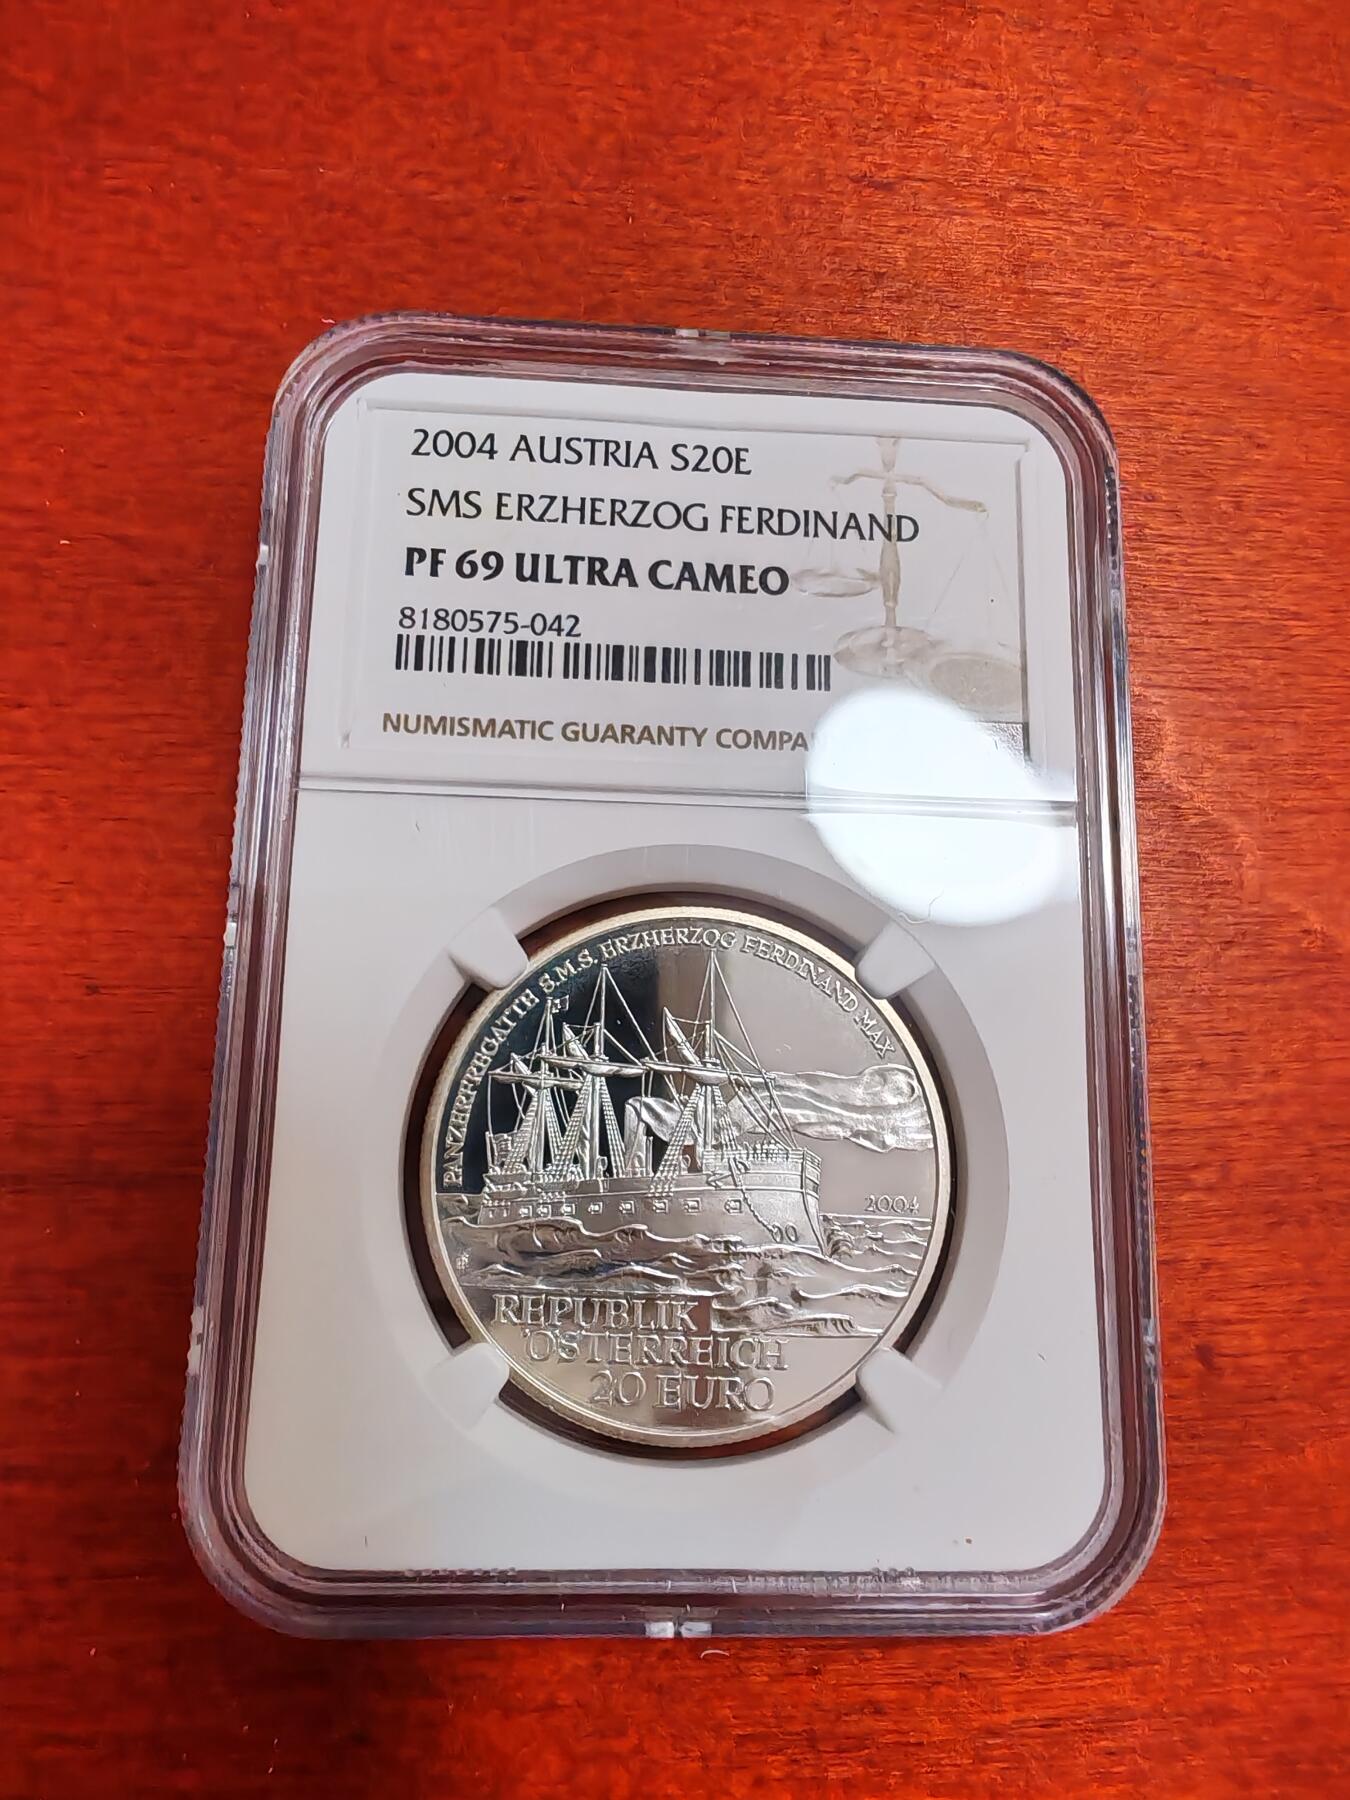 2004 AUSTRIA S20E
SMS ERZHERZOG FERDINAND
PF 69 ULTRA CAMEO
8180575-042
NUMISMATIC GUARANTY
PANZERFREGATTE S.M.S. ERZHERZOG FERDINAND MAX
2004
REPUBLIK
ÖSTERREICH
20 EURO